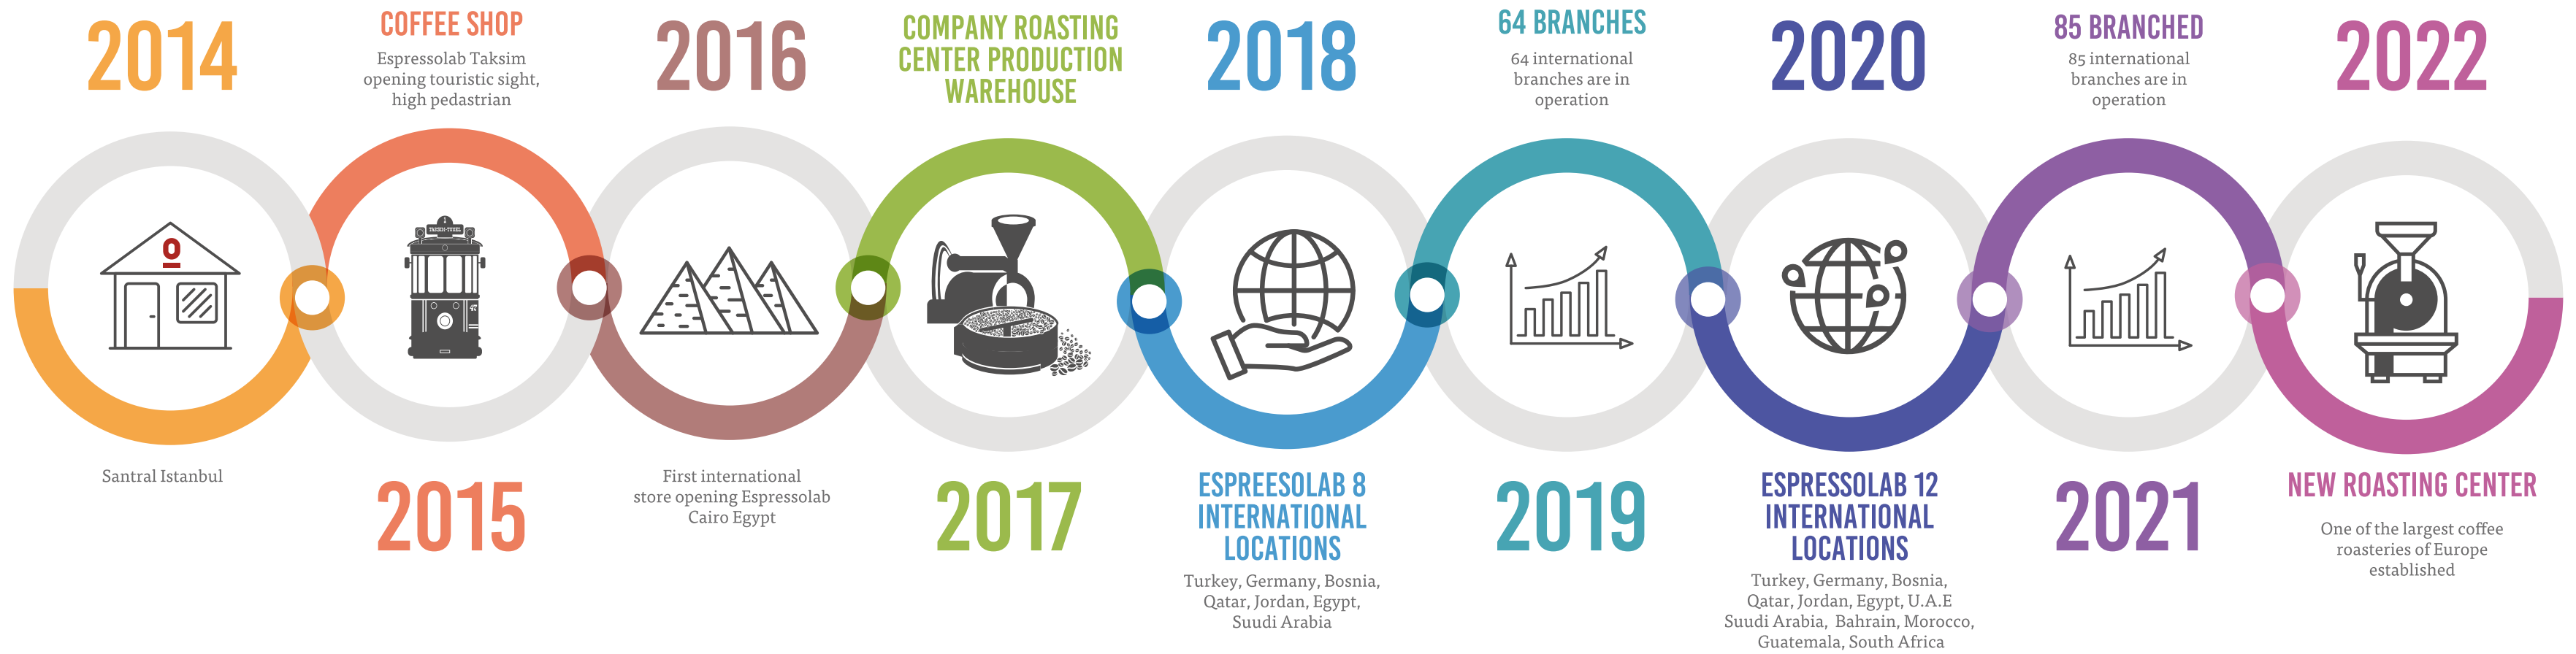 2014
Santral Istanbul
COFFEE SHOP
Espressolab Taksim
opening touristic sight,
high pedastrian
TAKSIM-TUNEL
2015
2016
First international
store opening Espressolab
Cairo Egypt
COMPANY ROASTING
CENTER PRODUCTION
WAREHOUSE
2017
2018
ESPREESOLAB 8
INTERNATIONAL
LOCATIONS
Turkey, Germany, Bosnia,
Qatar, Jordan, Egypt,
Suudi Arabia
64 BRANCHES
64 international
branches are in
operation
2019
2020
ESPRESSOLAB 12
INTERNATIONAL
LOCATIONS
Turkey, Germany, Bosnia,
Qatar, Jordan, Egypt, U.A.E
Suudi Arabia, Bahrain, Morocco,
Guatemala, South Africa
85 BRANCHED
85 international
branches are in
operation
2021
2022
NEW ROASTING CENTER
One of the largest coffee
roasteries of Europe
established